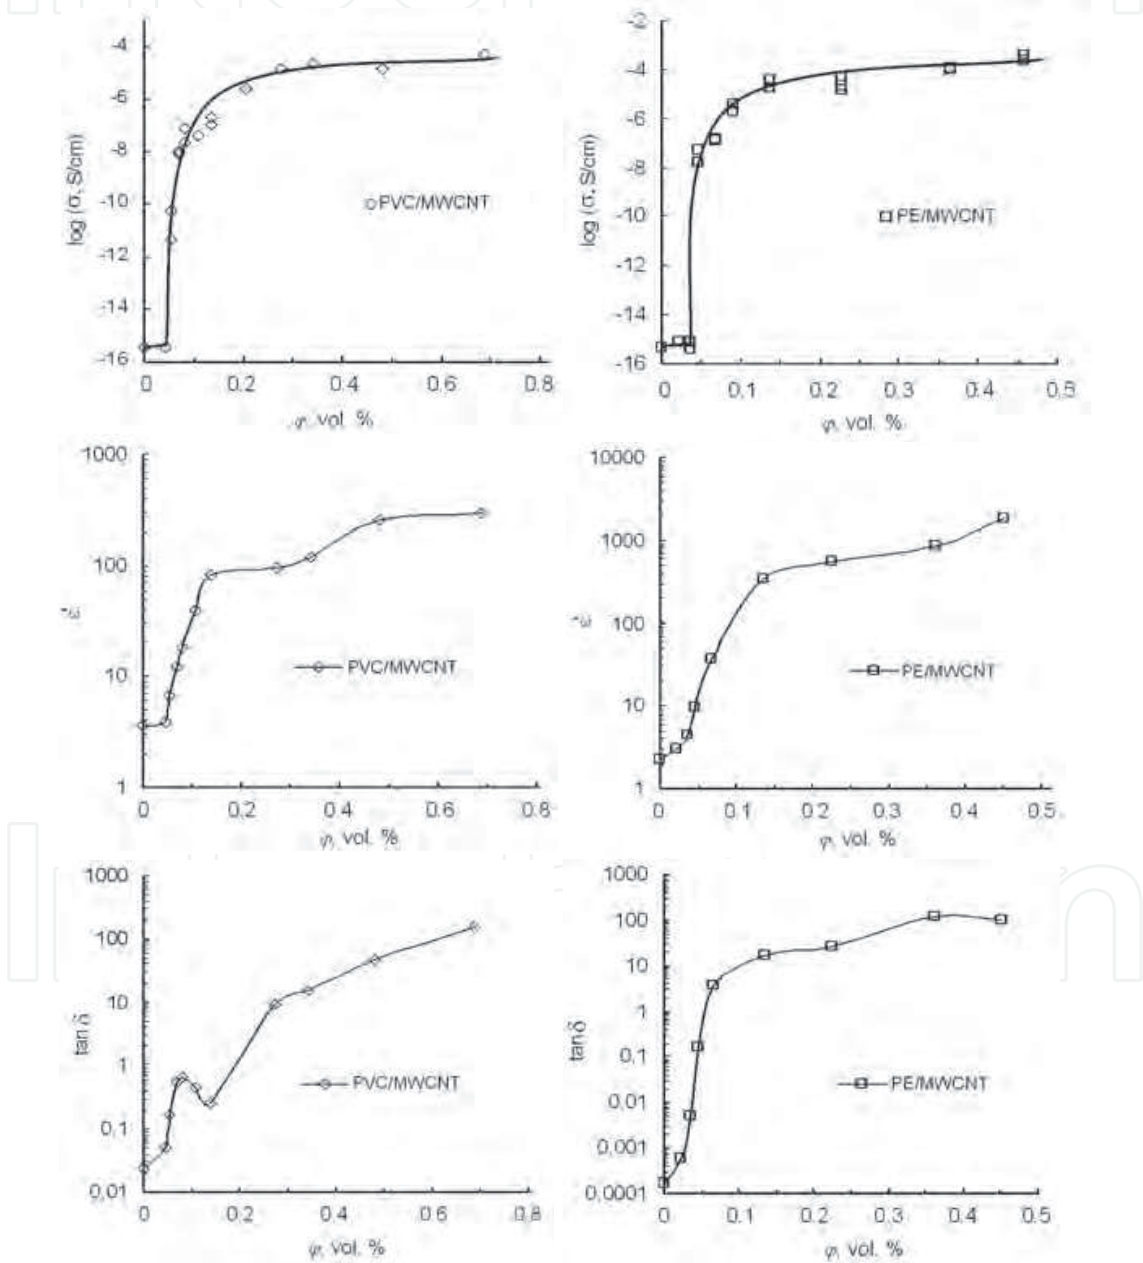 -4
-6
-8
-10
-12
-14
-16
log (σ, S/cm)
PVC/MWCNT
0 0.2 0.4 0.6 0.8
φ, vol. %
-2
-4
-6
-8
-10
-12
-14
-16
log (σ, S/cm)
PE/MWCNT
0 0.1 0.2 0.3 0.4 0.5
φ, vol. %
1000
100
10
1
ε'
PVC/MWCNT
0 0.2 0.4 0.6 0.8
φ, vol. %
10000
1000
100
10
1
ε'
PE/MWCNT
0 0.1 0.2 0.3 0.4 0.5
φ, vol. %
1000
100
10
1
0,1
0,01
tan δ
PVC/MWCNT
0 0.2 0.4 0.6 0.8
φ, vol. %
1000
100
10
1
0,1
0,01
0,001
0,0001
tan δ
PE/MWCNT
0 0.1 0.2 0.3 0.4 0.5
φ, vol. %